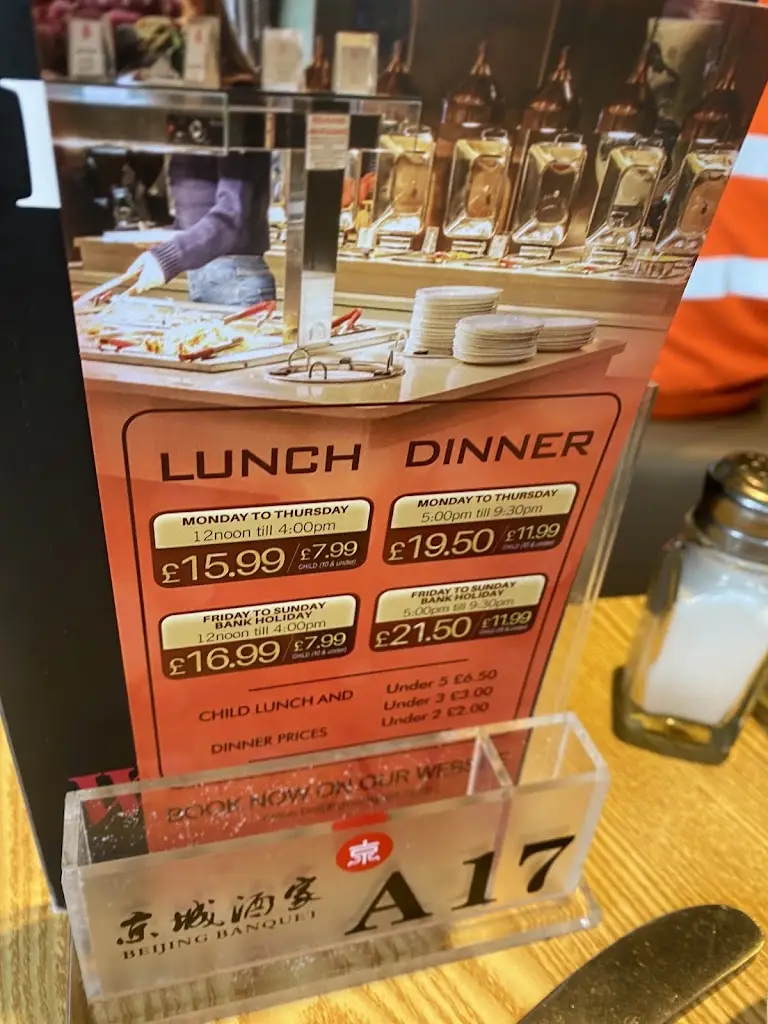 LUNCH
MONDAY TO THURSDAY
12noon till 4:00pm
£15.99 / £7.99
CHILD (10 & under)
FRIDAY TO SUNDAY
BANK HOLIDAY
12noon till 4:00pm
£16.99 / £7.99
CHILD (10 & under)
DINNER
MONDAY TO THURSDAY
5:00pm till 9:30pm
£19.50 / £11.99
CHILD (10 & under)
FRIDAY TO SUNDAY
BANK HOLIDAY
5:00pm till 9:30pm
£21.50 / £11.99
CHILD (10 & under)
CHILD LUNCH AND
DINNER PRICES
Under 5 £6.50
Under 3 £3.00
Under 2 £2.00
BOOK NOW ON OUR WEBSITE
京
京城酒家
BEIJING BANQUET
A17